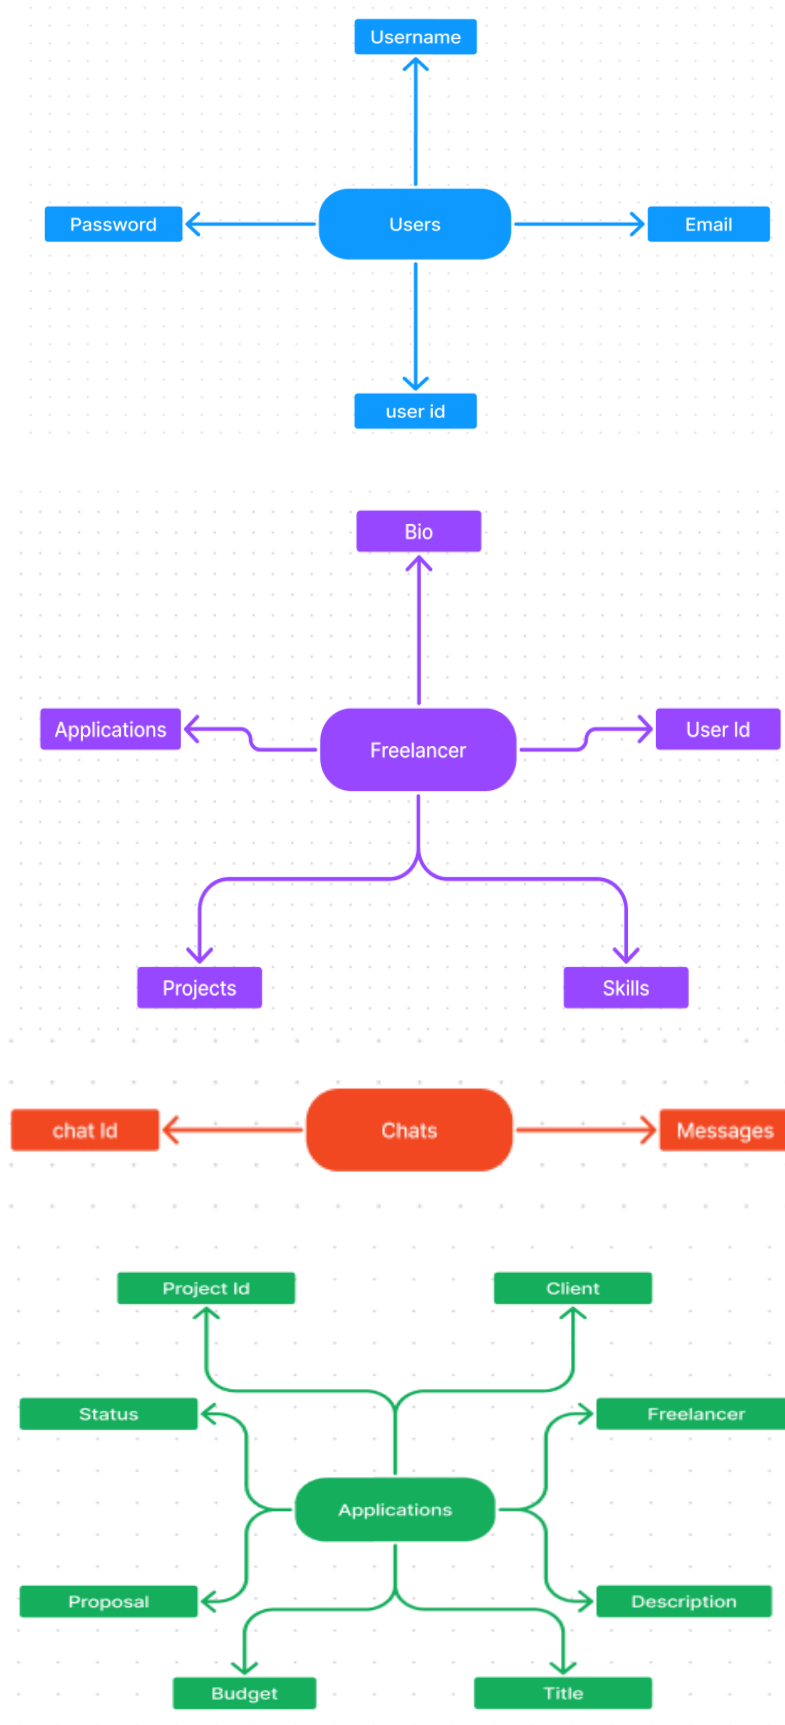 Username
Password
Users
Email
user id
Bio
Applications
Freelancer
User Id
Projects
Skills
chat Id
Chats
Messages
Project Id
Client
Status
Freelancer
Applications
Proposal
Description
Budget
Title